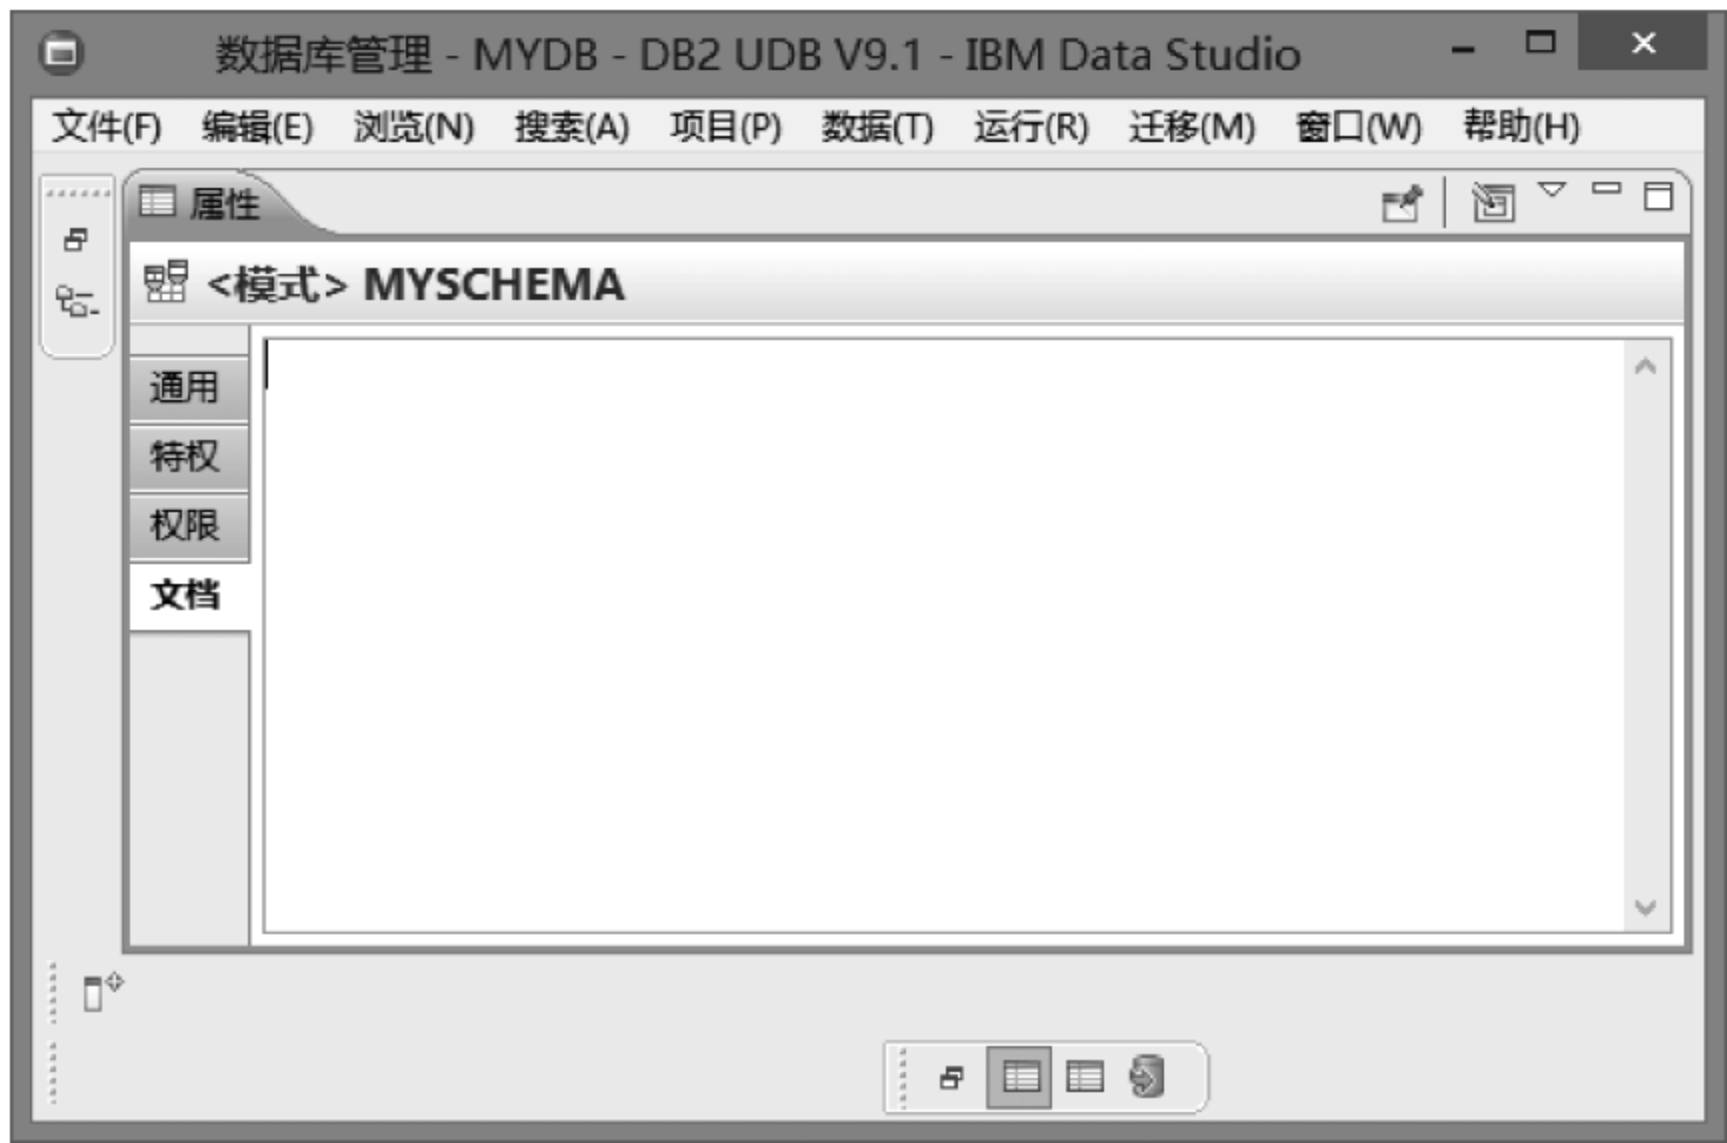 数据库管理 - MYDB - DB2 UDB V9.1 - IBM Data Studio
文件(F) 编辑(E) 浏览(N) 搜索(A) 项目(P) 数据(T) 运行(R) 迁移(M) 窗口(W) 帮助(H)
属性
<模式> MYSCHEMA
通用
特权
权限
文档